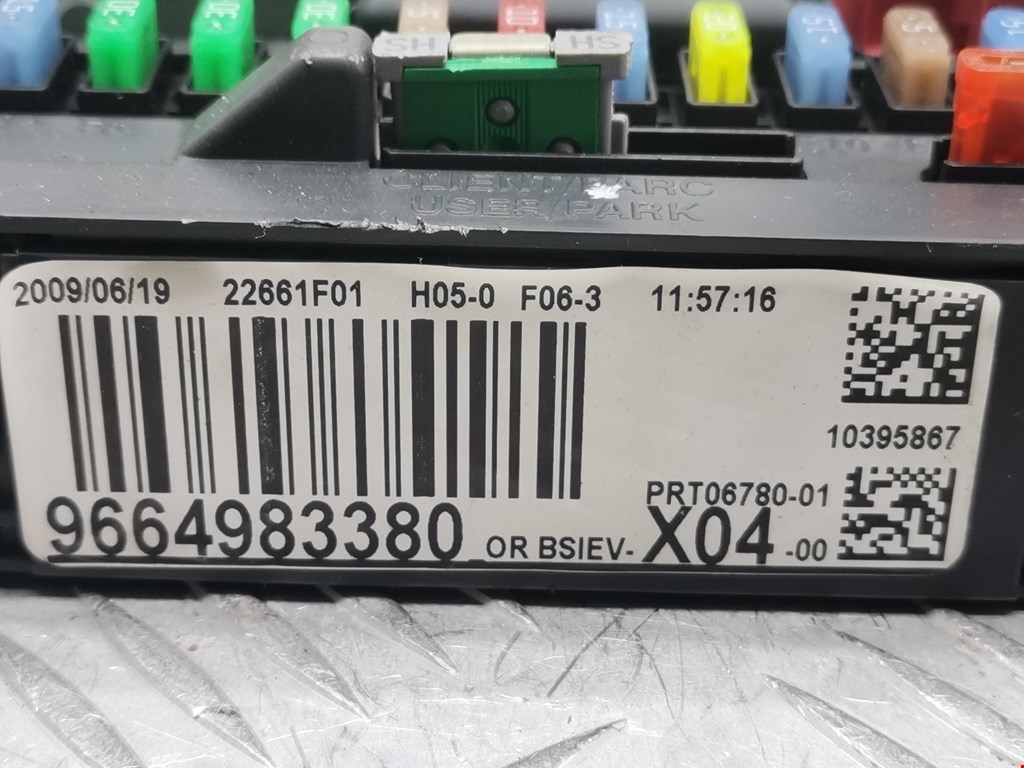 SH HS
CLIENT/PARC
USER/PARK
2009/06/19 22661F01 H05-0 F06-3 11:57:16
10395867
PRT06780-01
9664983380 OR BSIEV-X04-00